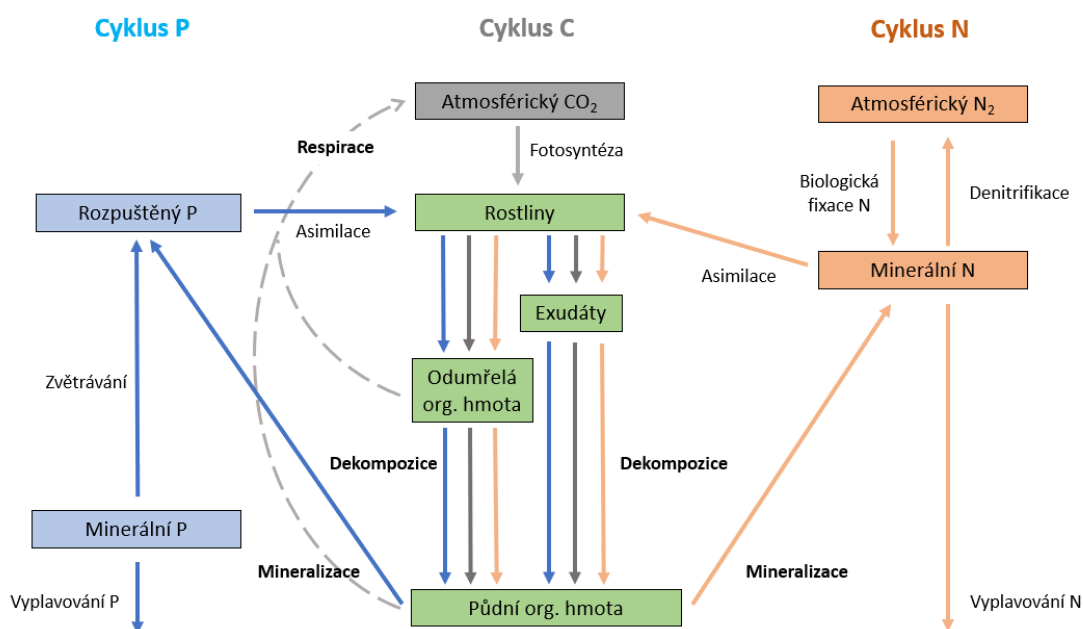 Cyklus P
Cyklus C
Cyklus N
Atmosférický CO₂
Atmosférický N₂
Respirace
Fotosyntéza
Biologická
fixace N
Denitrifikace
Rozpuštěný P
Asimilace
Rostliny
Asimilace
Minerální N
Exudáty
Zvětrávání
Odumřelá
org. hmota
Dekompozice
Dekompozice
Minerální P
Mineralizace
Mineralizace
Vyplavování P
Půdní org. hmota
Vyplavování N